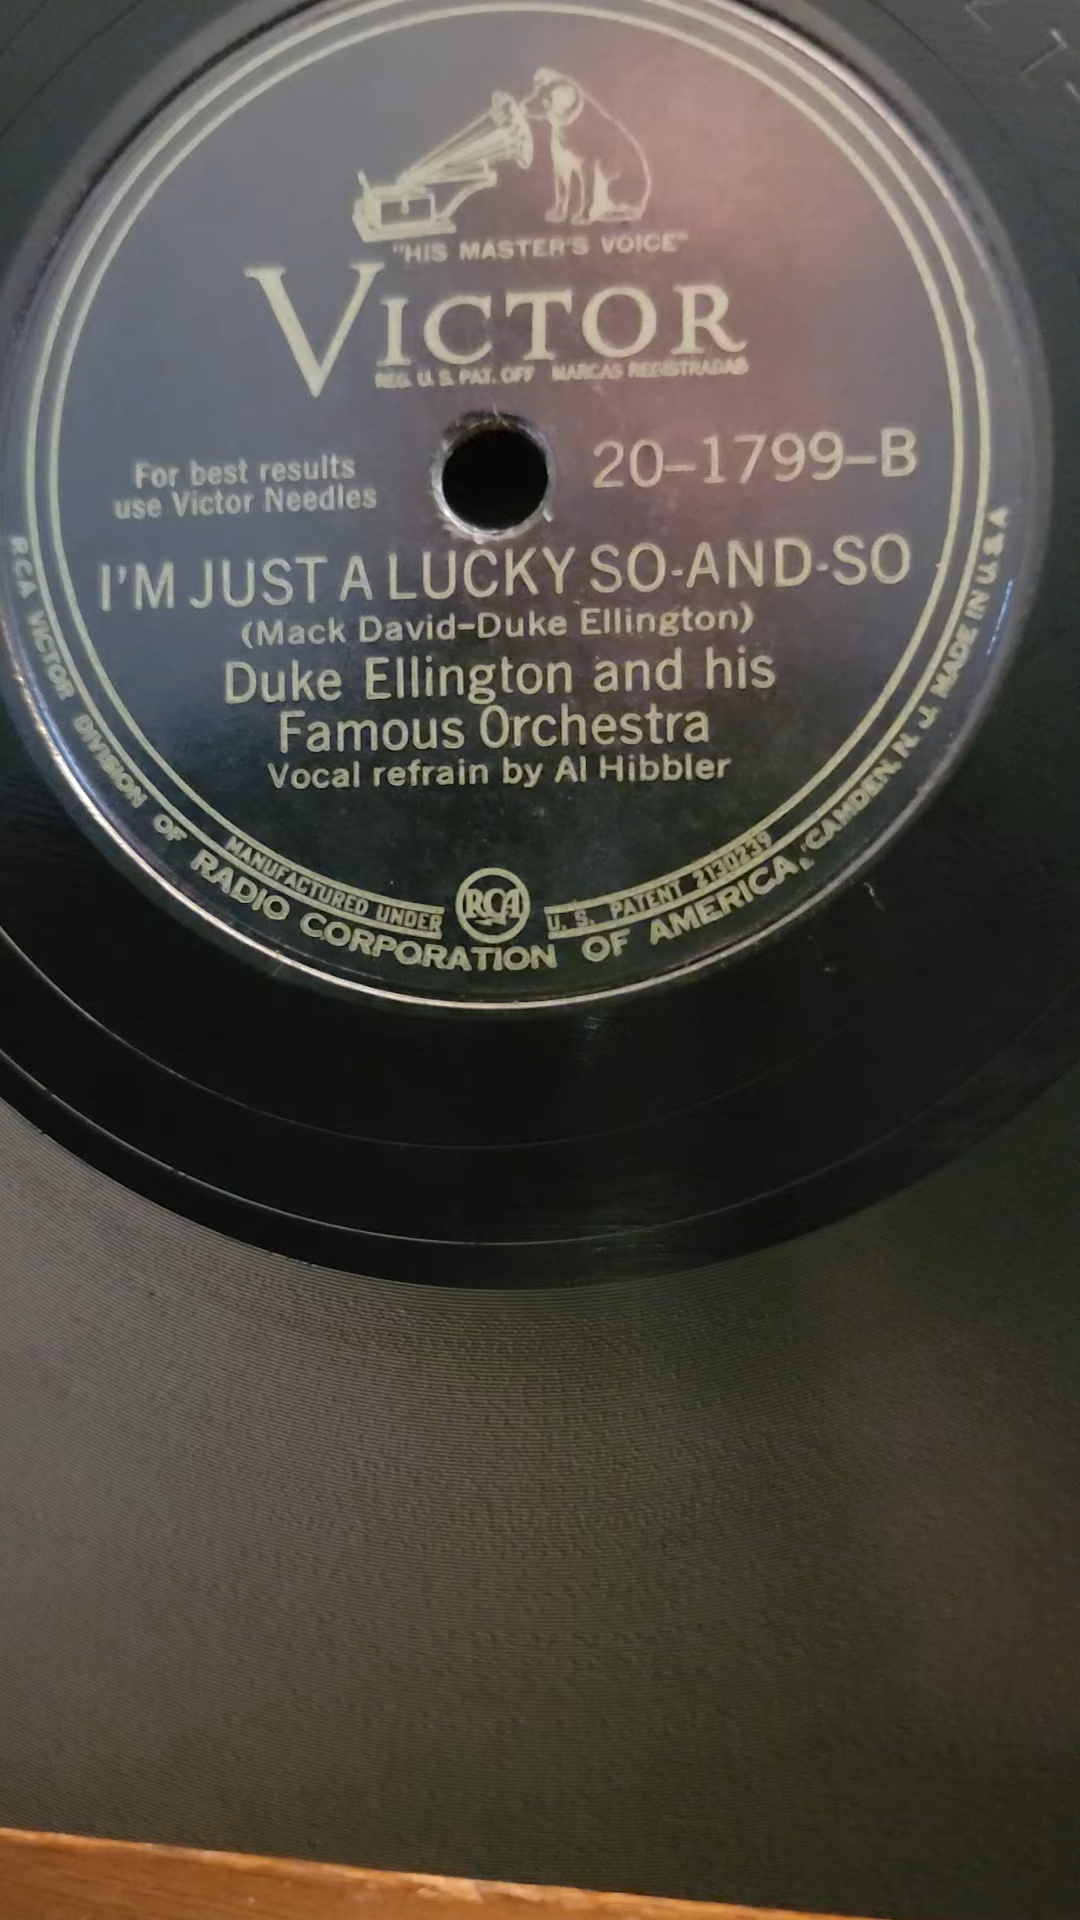 "HIS MASTER'S VOICE"
VICTOR
REG. U. S. PAT. OFF MARCAS REGISTRADAS
For best results
use Victor Needles
20-1799-B
I'M JUST A LUCKY SO-AND-SO
(Mack David-Duke Ellington)
Duke Ellington and his
Famous Orchestra
Vocal refrain by Al Hibbler
MANUFACTURED UNDER RCA U. S. PATENT 2130239
RCA VICTOR DIVISION OF RADIO CORPORATION OF AMERICA, CAMDEN, N. J. MADE IN U.S.A